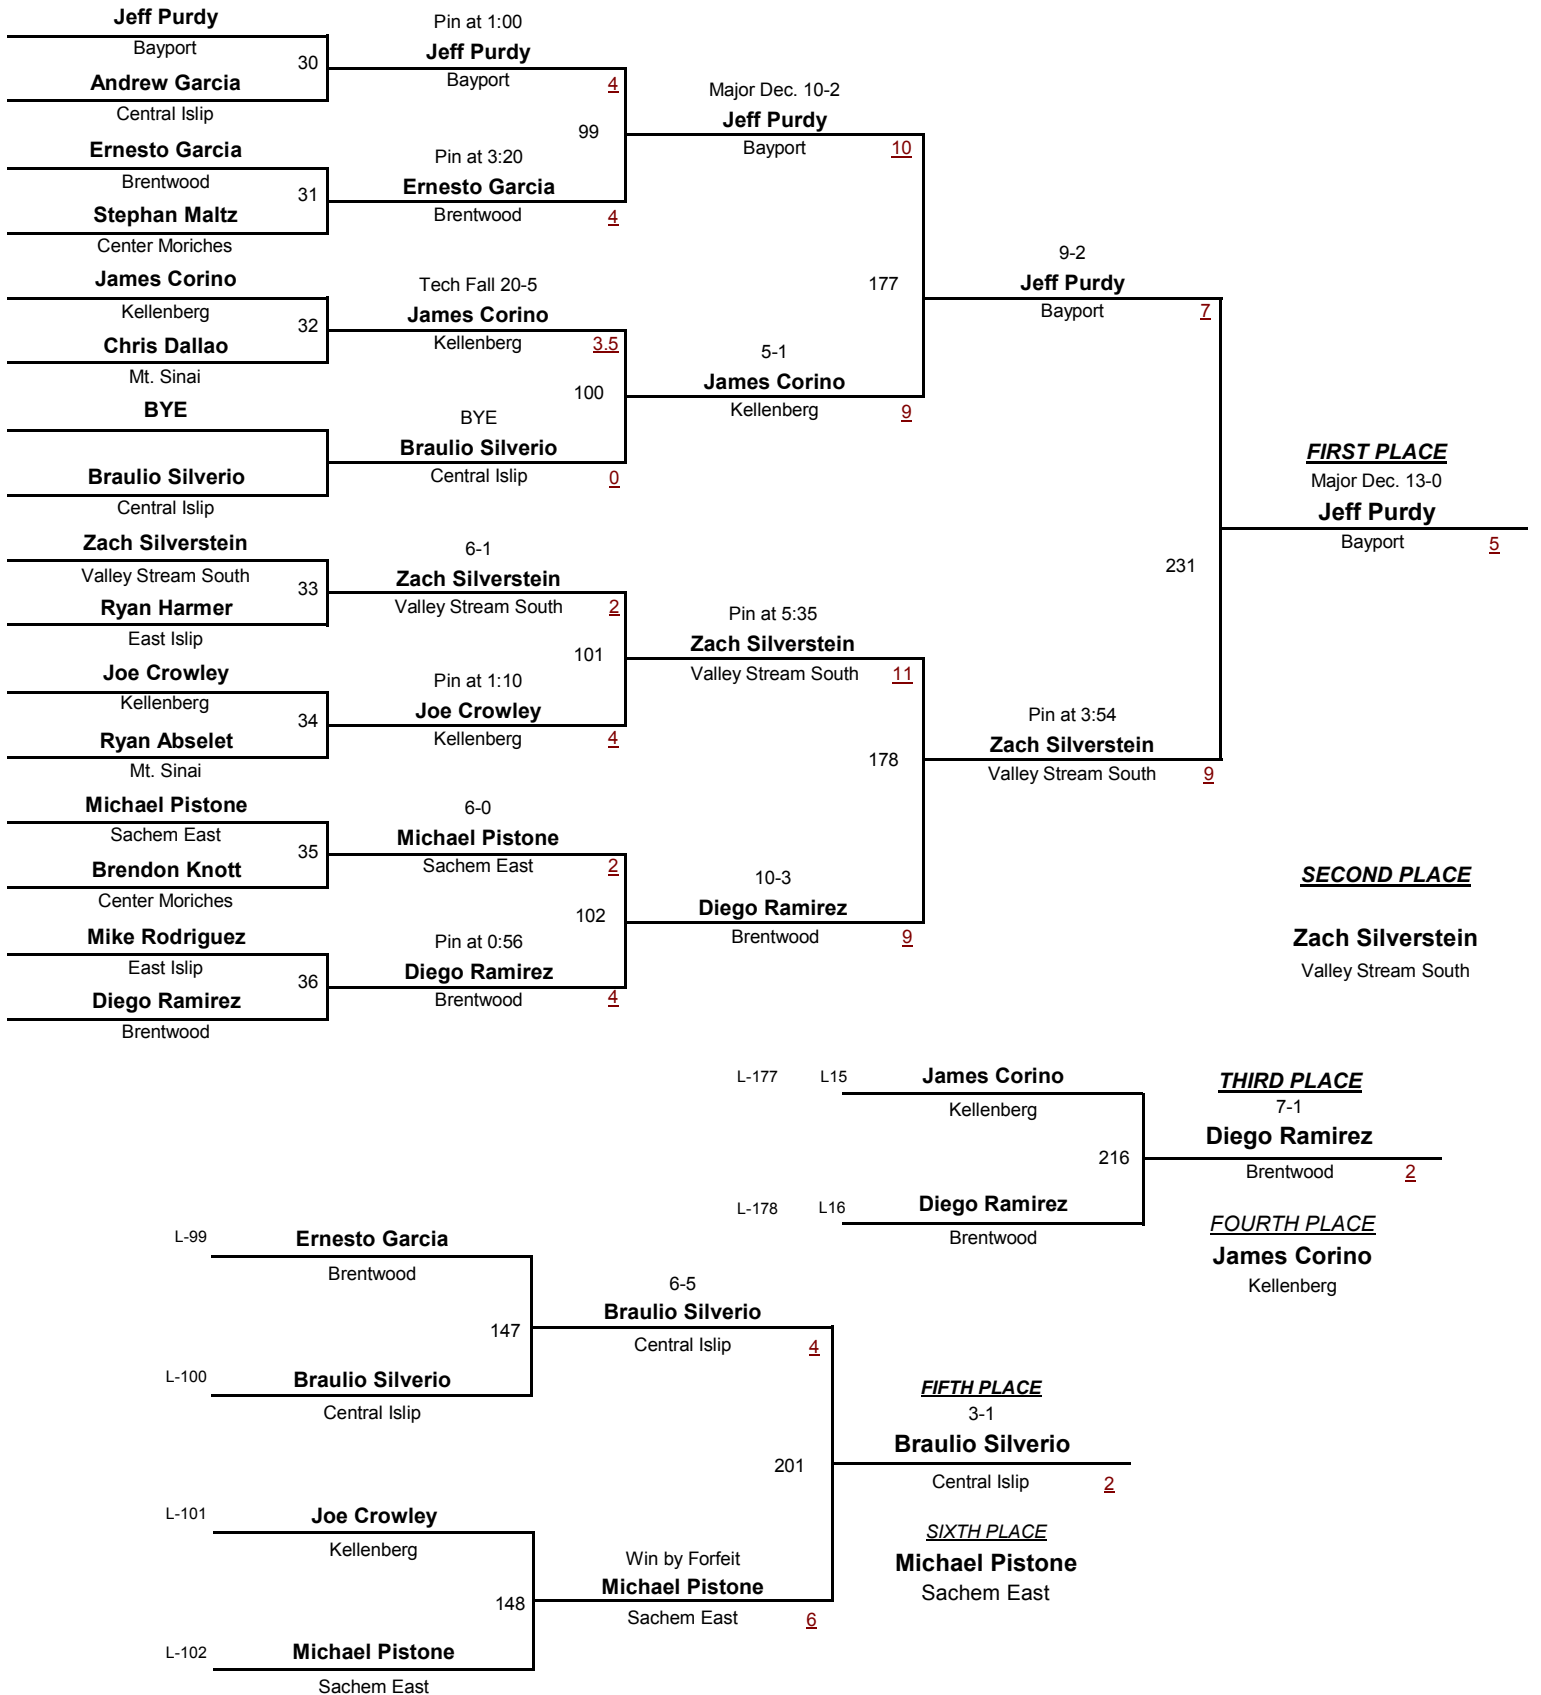 Jeff Purdy
Bayport
30
Andrew Garcia
Central Islip
Ernesto Garcia
Brentwood
31
Stephan Maltz
Center Moriches
James Corino
Kellenberg
32
Chris Dallao
Mt. Sinai
BYE
Braulio Silverio
Central Islip
Zach Silverstein
Valley Stream South
33
Ryan Harmer
East Islip
Joe Crowley
Kellenberg
34
Ryan Abselet
Mt. Sinai
Michael Pistone
Sachem East
35
Brendon Knott
Center Moriches
Mike Rodriguez
East Islip
36
Diego Ramirez
Brentwood
Pin at 1:00
Jeff Purdy
Bayport
4
99
Pin at 3:20
Ernesto Garcia
Brentwood
4
Tech Fall 20-5
James Corino
Kellenberg
3.5
100
BYE
Braulio Silverio
Central Islip
0
6-1
Zach Silverstein
Valley Stream South
2
101
Pin at 1:10
Joe Crowley
Kellenberg
4
6-0
Michael Pistone
Sachem East
2
102
Pin at 0:56
Diego Ramirez
Brentwood
4
Major Dec. 10-2
Jeff Purdy
Bayport
10
177
5-1
James Corino
Kellenberg
9
Pin at 5:35
Zach Silverstein
Valley Stream South
11
178
10-3
Diego Ramirez
Brentwood
9
9-2
Jeff Purdy
Bayport
7
231
Pin at 3:54
Zach Silverstein
Valley Stream South
9
FIRST PLACE
Major Dec. 13-0
Jeff Purdy
Bayport
5
SECOND PLACE
Zach Silverstein
Valley Stream South
L-177
L15
James Corino
Kellenberg
216
L-178
L16
Diego Ramirez
Brentwood
THIRD PLACE
7-1
Diego Ramirez
Brentwood
2
FOURTH PLACE
James Corino
Kellenberg
L-99
Ernesto Garcia
Brentwood
147
L-100
Braulio Silverio
Central Islip
L-101
Joe Crowley
Kellenberg
148
L-102
Michael Pistone
Sachem East
6-5
Braulio Silverio
Central Islip
4
201
Win by Forfeit
Michael Pistone
Sachem East
6
FIFTH PLACE
3-1
Braulio Silverio
Central Islip
2
SIXTH PLACE
Michael Pistone
Sachem East